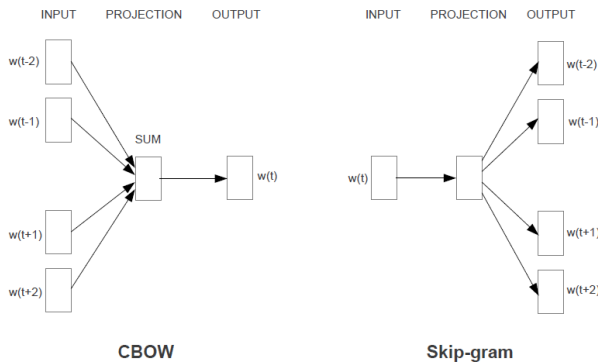 INPUT PROJECTION OUTPUT
w(t-2)
w(t-1)
SUM
w(t)
w(t+1)
w(t+2)
CBOW
INPUT PROJECTION OUTPUT
w(t-2)
w(t-1)
w(t)
w(t+1)
w(t+2)
Skip-gram